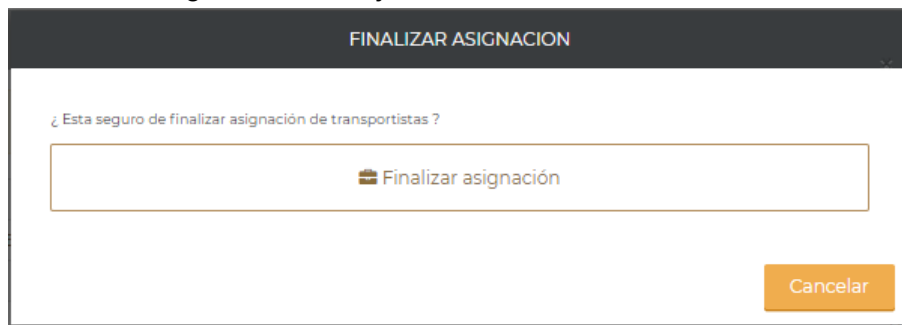 FINALIZAR ASIGNACION
¿ Esta seguro de finalizar asignación de transportistas ?
Finalizar asignación
Cancelar